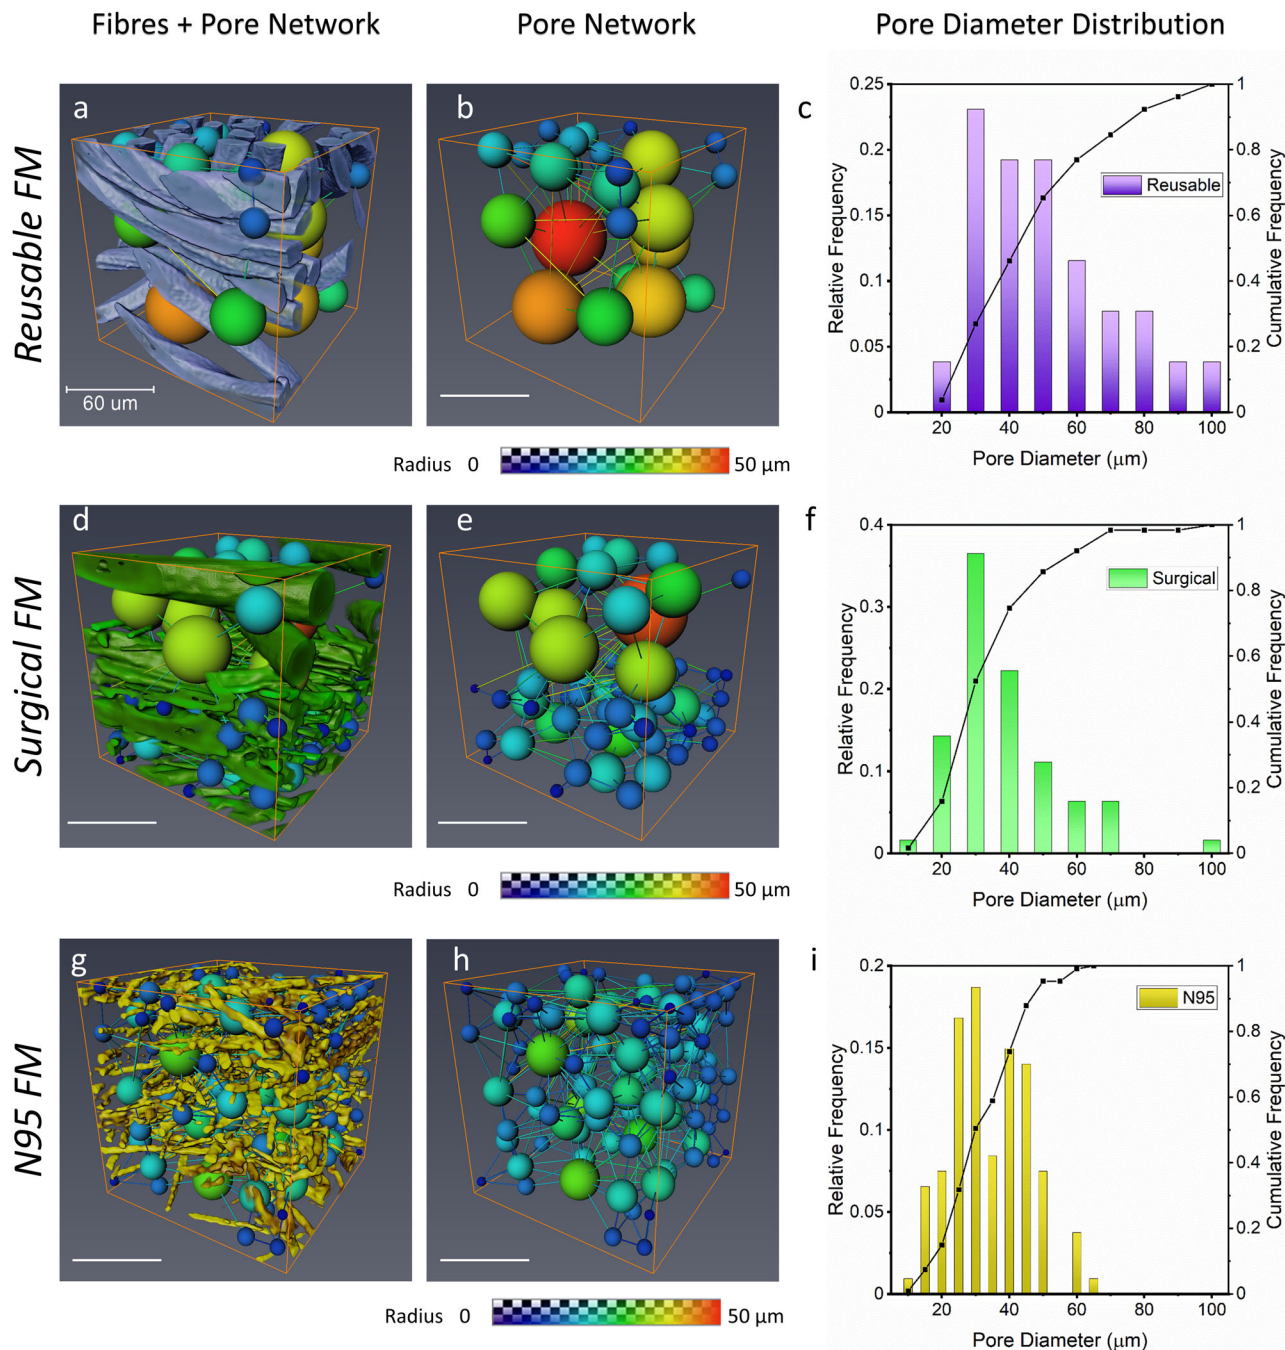 Fibres + Pore Network
Pore Network
Pore Diameter Distribution
Reusable FM
a
60 um
b
c
0.25
0.2
0.15
0.1
0.05
0
Relative Frequency
1
0.8
0.6
0.4
0.2
0
Cumulative Frequency
Reusable
20 40 60 80 100
Pore Diameter (μm)
Radius 0 50 μm
Surgical FM
d
e
f
0.4
0.3
0.2
0.1
0
Relative Frequency
1
0.8
0.6
0.4
0.2
0
Cumulative Frequency
Surgical
20 40 60 80 100
Pore Diameter (μm)
Radius 0 50 μm
N95 FM
g
h
i
0.2
0.15
0.1
0.05
0
Relative Frequency
1
0.8
0.6
0.4
0.2
0
Cumulative Frequency
N95
20 40 60 80 100
Pore Diameter (μm)
Radius 0 50 μm